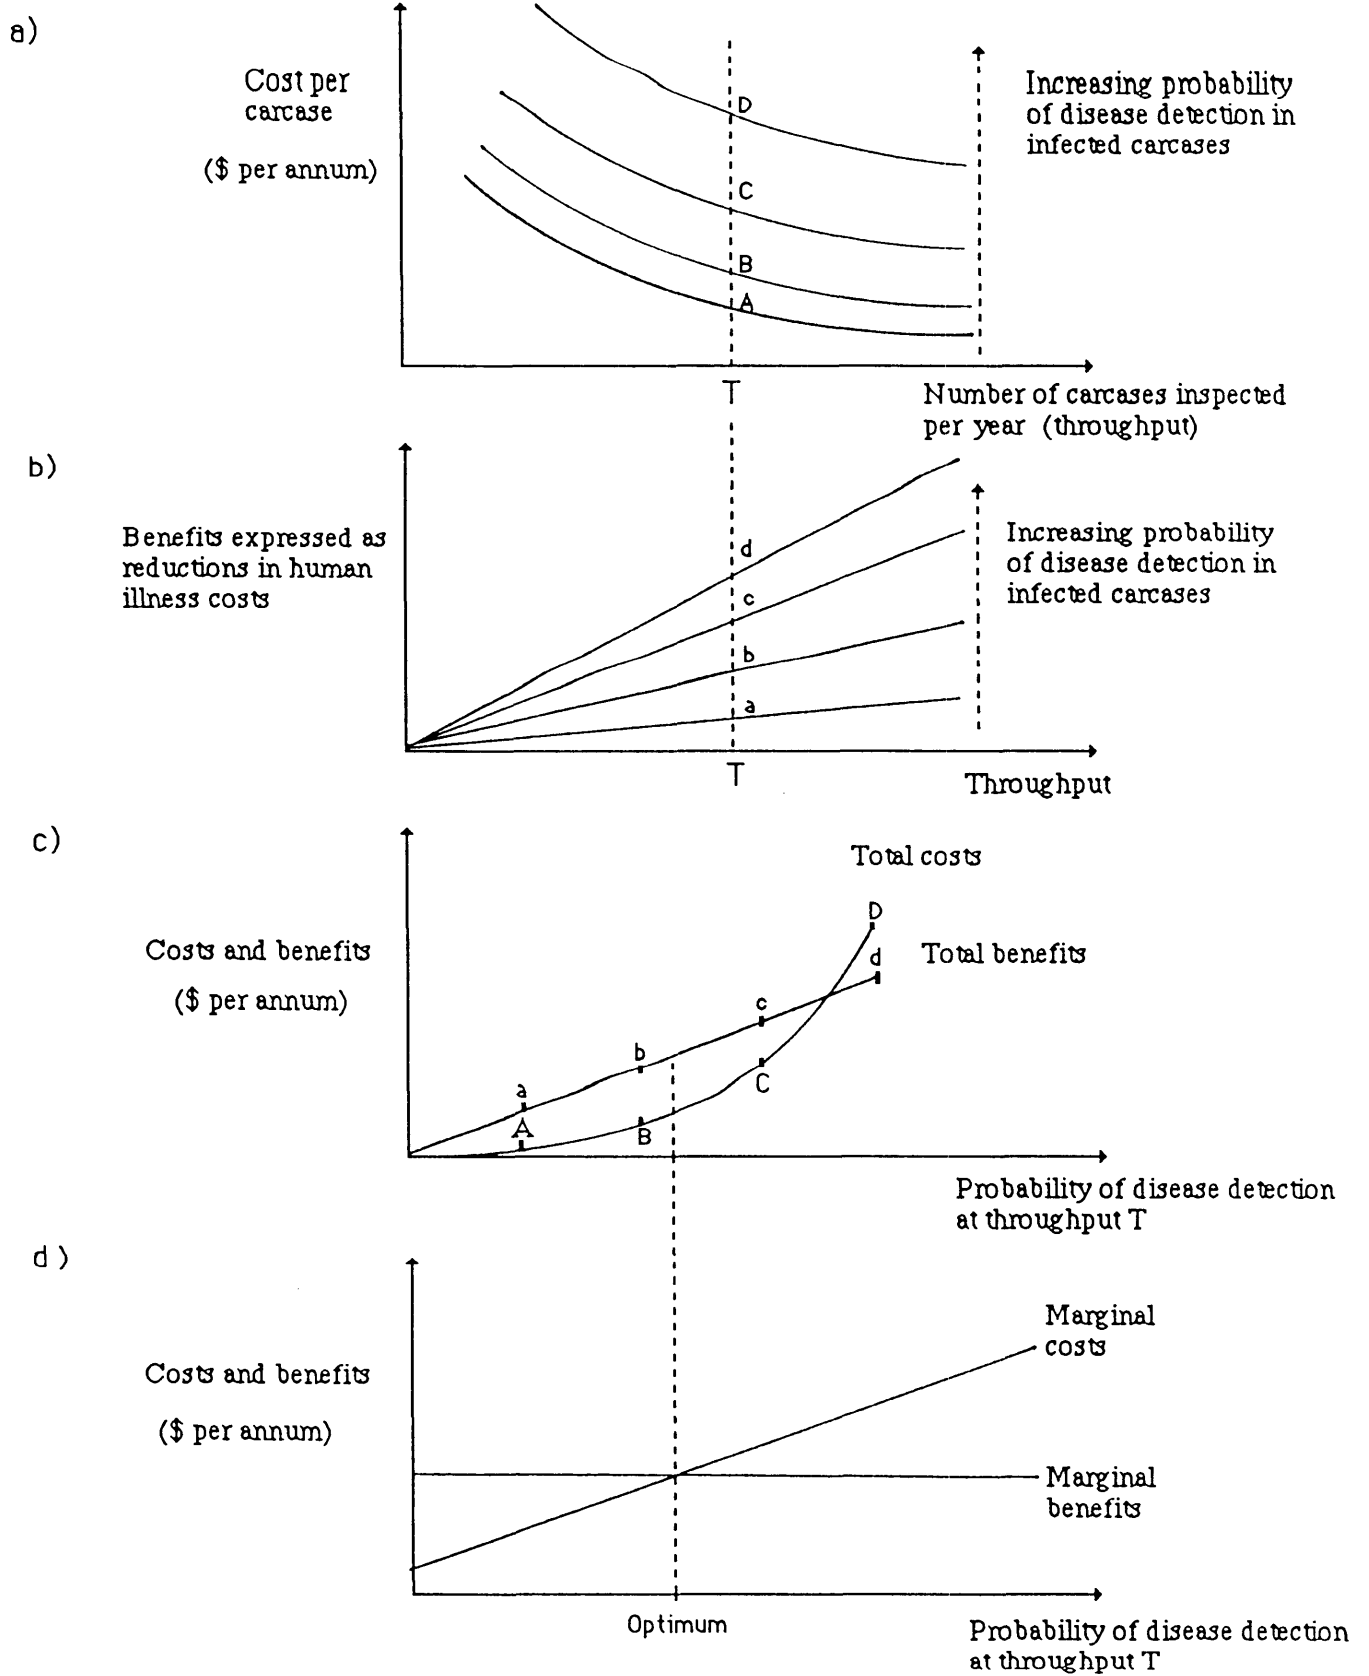 a)
Cost per
carcase
($ per annum)
D
C
B
A
Increasing probability
of disease detection in
infected carcases
T
Number of carcases inspected
per year (throughput)
b)
Benefits expressed as
reductions in human
illness costs
d
c
b
a
Increasing probability
of disease detection in
infected carcases
T
Throughput
c)
Total costs
Costs and benefits
($ per annum)
D
d
Total benefits
c
b
a
A
B
C
Probability of disease detection
at throughput T
d)
Marginal
costs
Costs and benefits
($ per annum)
Marginal
benefits
Optimum
Probability of disease detection
at throughput T